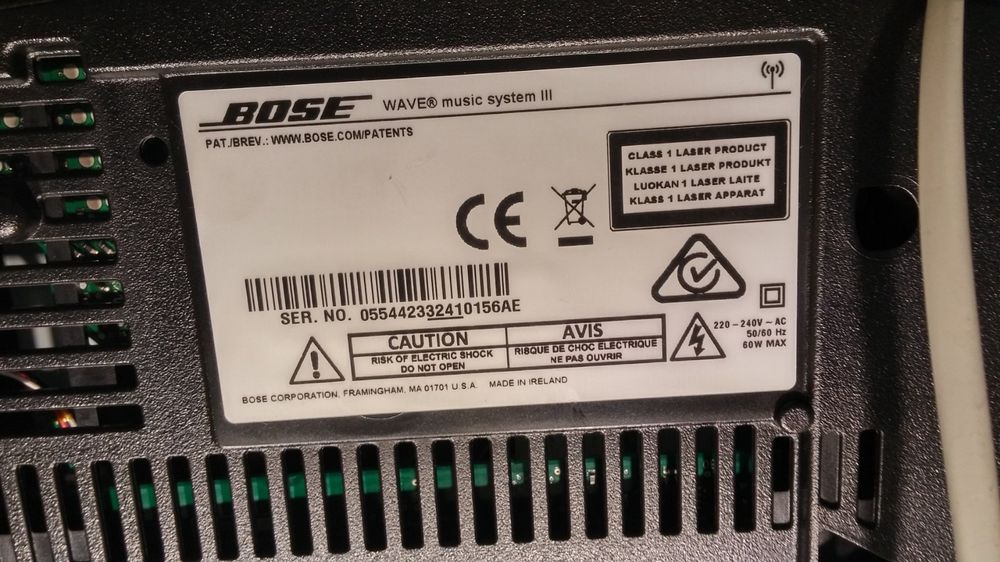 BOSE WAVE® music system III
PAT./BREV.: WWW.BOSE.COM/PATENTS
CLASS 1 LASER PRODUCT
KLASSE 1 LASER PRODUKT
LUOKAN 1 LASER LAITE
KLASS 1 LASER APPARAT
CE
SER. NO. 055442332410156AE
CAUTION
RISK OF ELECTRIC SHOCK
DO NOT OPEN
AVIS
RISQUE DE CHOC ELECTRIQUE
NE PAS OUVRIR
220–240V ~ AC
50/60 Hz
60W MAX
BOSE CORPORATION, FRAMINGHAM, MA 01701 U.S.A. MADE IN IRELAND